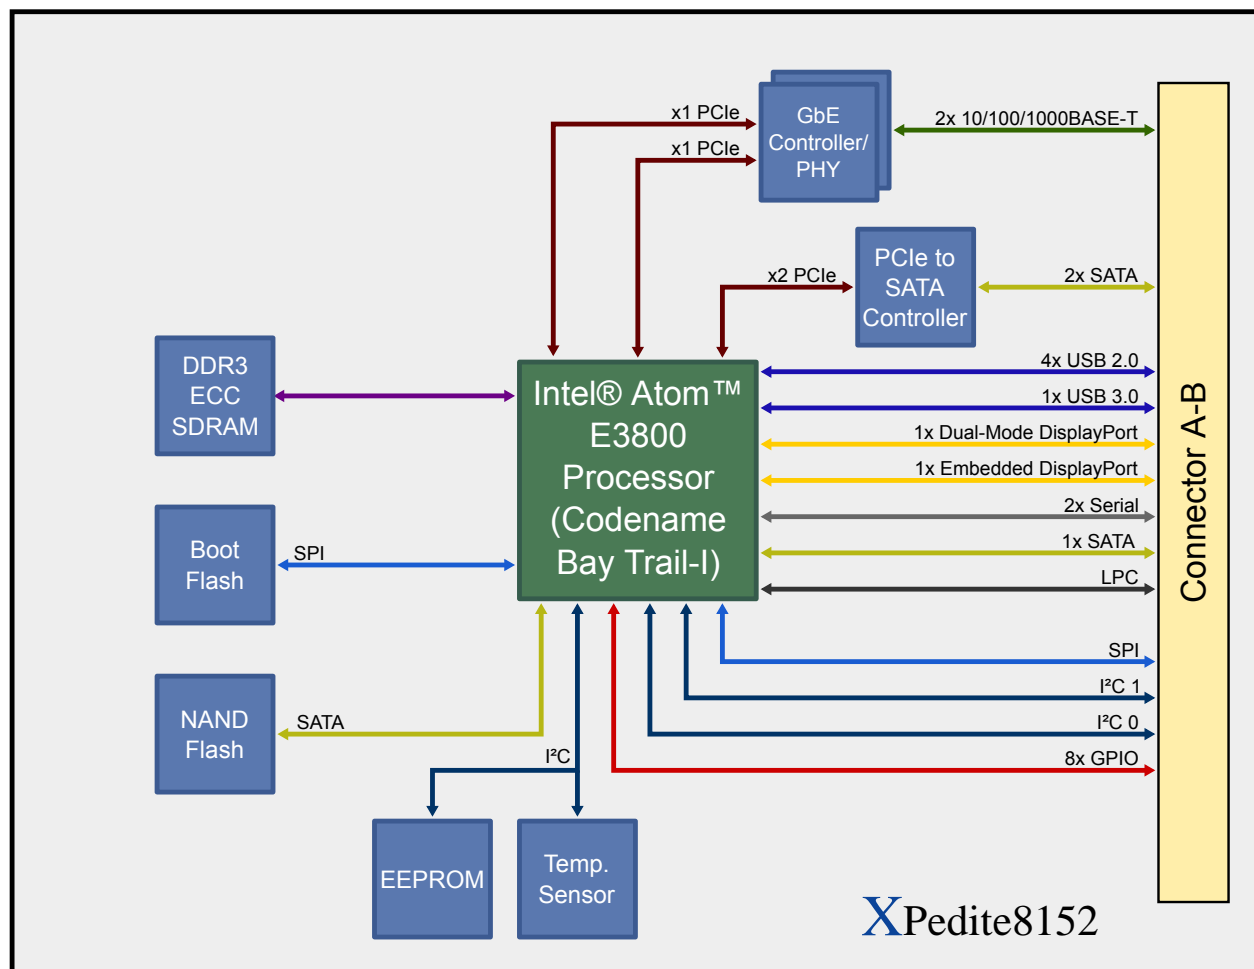 x1 PCIe
x1 PCIe
GbE
Controller/
PHY
2x 10/100/1000BASE-T
x2 PCIe
PCIe to
SATA
Controller
2x SATA
DDR3
ECC
SDRAM
Intel® Atom™
E3800
Processor
(Codename
Bay Trail-I)
4x USB 2.0
1x USB 3.0
1x Dual-Mode DisplayPort
1x Embedded DisplayPort
2x Serial
1x SATA
LPC
SPI
I²C 1
I²C 0
8x GPIO
Connector A-B
Boot
Flash
SPI
NAND
Flash
SATA
I²C
EEPROM
Temp.
Sensor
XPedite8152